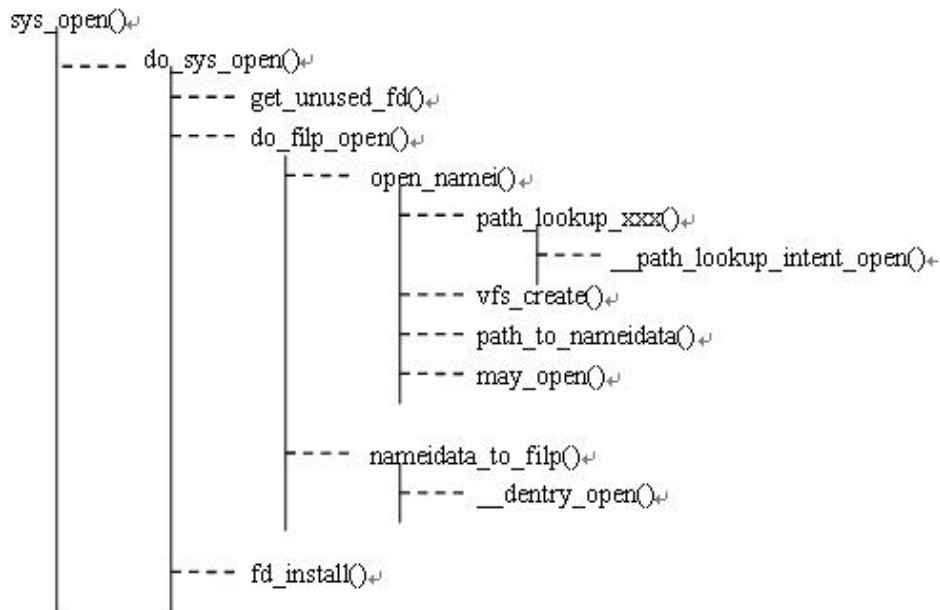 sys_open()↵
do_sys_open()↵
get_unused_fd()↵
do_filp_open()↵
open_namei()↵
path_lookup_xxx()↵
__path_lookup_intent_open()↵
vfs_create()↵
path_to_nameidata()↵
may_open()↵
nameidata_to_filp()↵
__dentry_open()↵
fd_install()↵